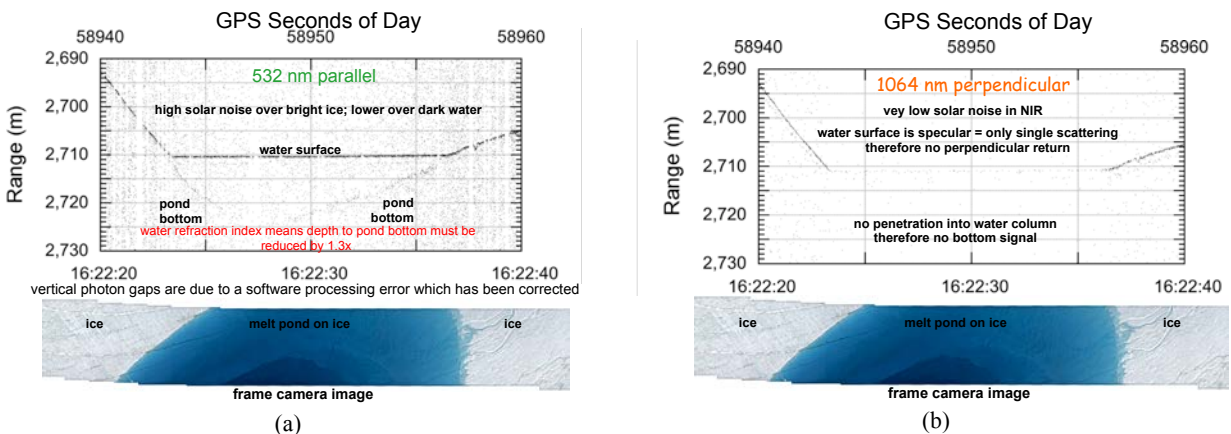 GPS Seconds of Day
58940 58950 58960
2,690
2,700
2,710
2,720
2,730
Range (m)
532 nm parallel
high solar noise over bright ice; lower over dark water
water surface
pond
bottom
pond
bottom
water refraction index means depth to pond bottom must be
reduced by 1.3x
16:22:20 16:22:30 16:22:40
vertical photon gaps are due to a software processing error which has been corrected
ice melt pond on ice ice
frame camera image
(a)
GPS Seconds of Day
58940 58950 58960
2,690
2,700
2,710
2,720
2,730
Range (m)
1064 nm perpendicular
vey low solar noise in NIR
water surface is specular = only single scattering
therefore no perpendicular return
no penetration into water column
therefore no bottom signal
16:22:20 16:22:30 16:22:40
ice melt pond on ice ice
frame camera image
(b)